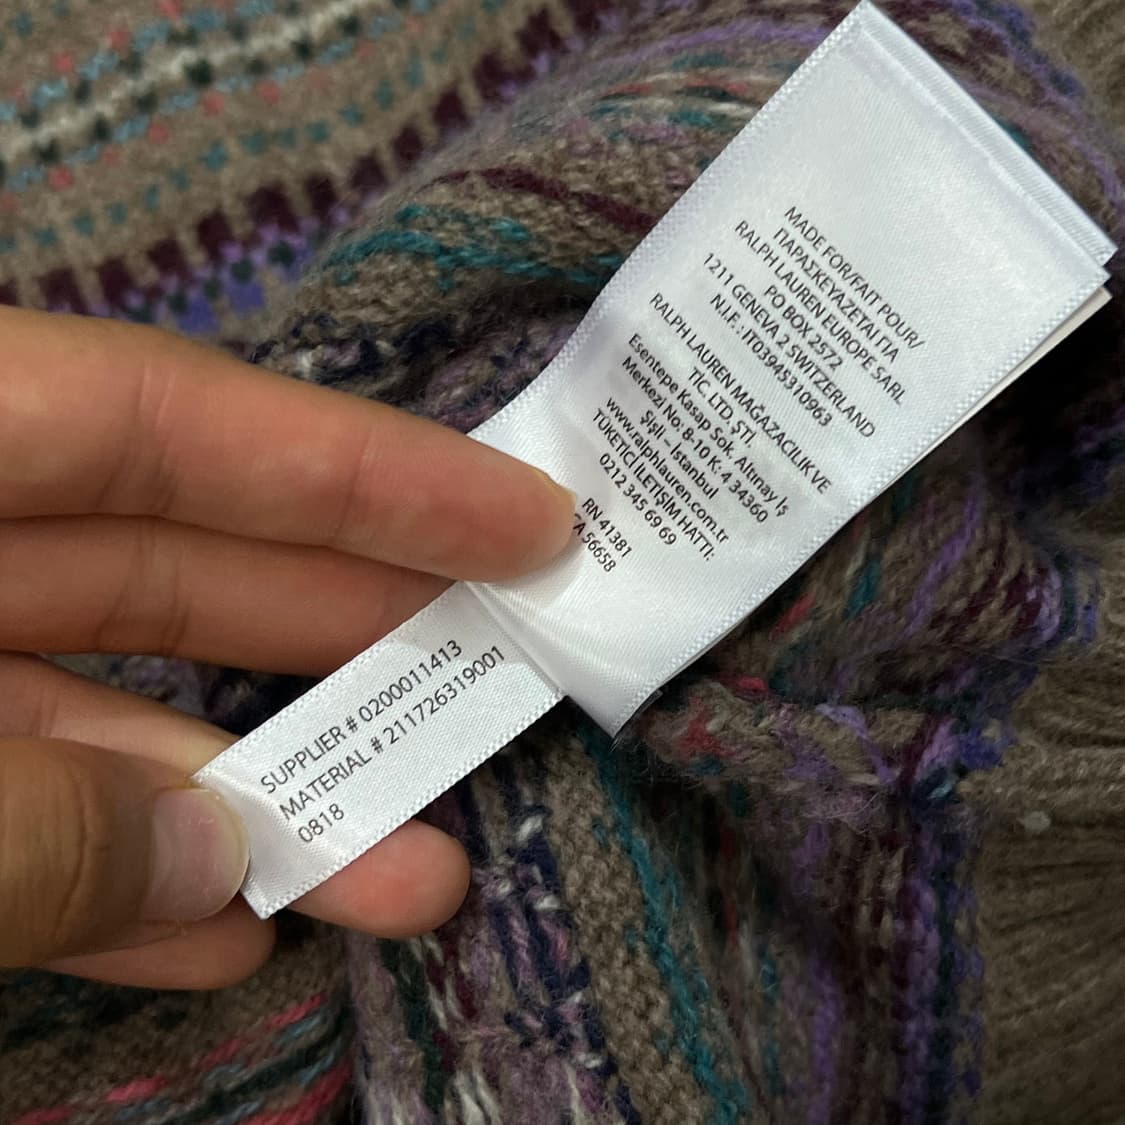 MADE FOR/FAIT POUR/
ΠΑΡΑΣΚΕΥΑΖΕΤΑΙ ΓΙΑ
RALPH LAUREN EUROPE SARL
PO BOX 2572
1211 GENEVA 2 SWITZERLAND
N.I.F. : IT03945310963
RALPH LAUREN MAĞAZACILIK VE
TİC. LTD. ŞTİ.
Esentepe Kasap Sok. Altınay İş
Merkezi No: 8-10 K: 4 34360
Şişli – İstanbul
www.ralphlauren.com.tr
TÜKETİCİ İLETİŞİM HATTI:
0212 345 69 69
RN 41381
CA 56658
SUPPLIER # 0200011413
MATERIAL # 211726319001
0818